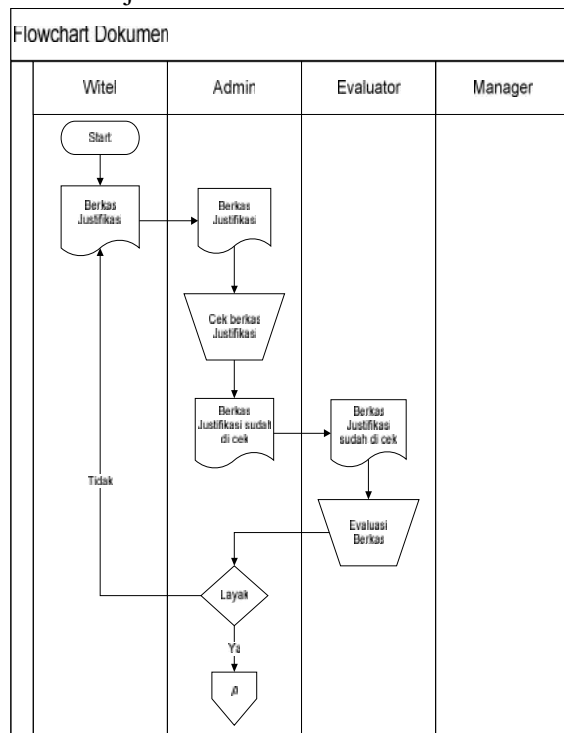 Flowchart Dokumen
Witel
Admin
Evaluator
Manager
Start
Berkas
Justifikasi
Berkas
Justifikasi
Cek berkas
Justifikasi
Berkas
Justifikasi sudah
di cek
Berkas
Justifikasi
sudah di cek
Tidak
Evaluasi
Berkas
Layak
Ya
A